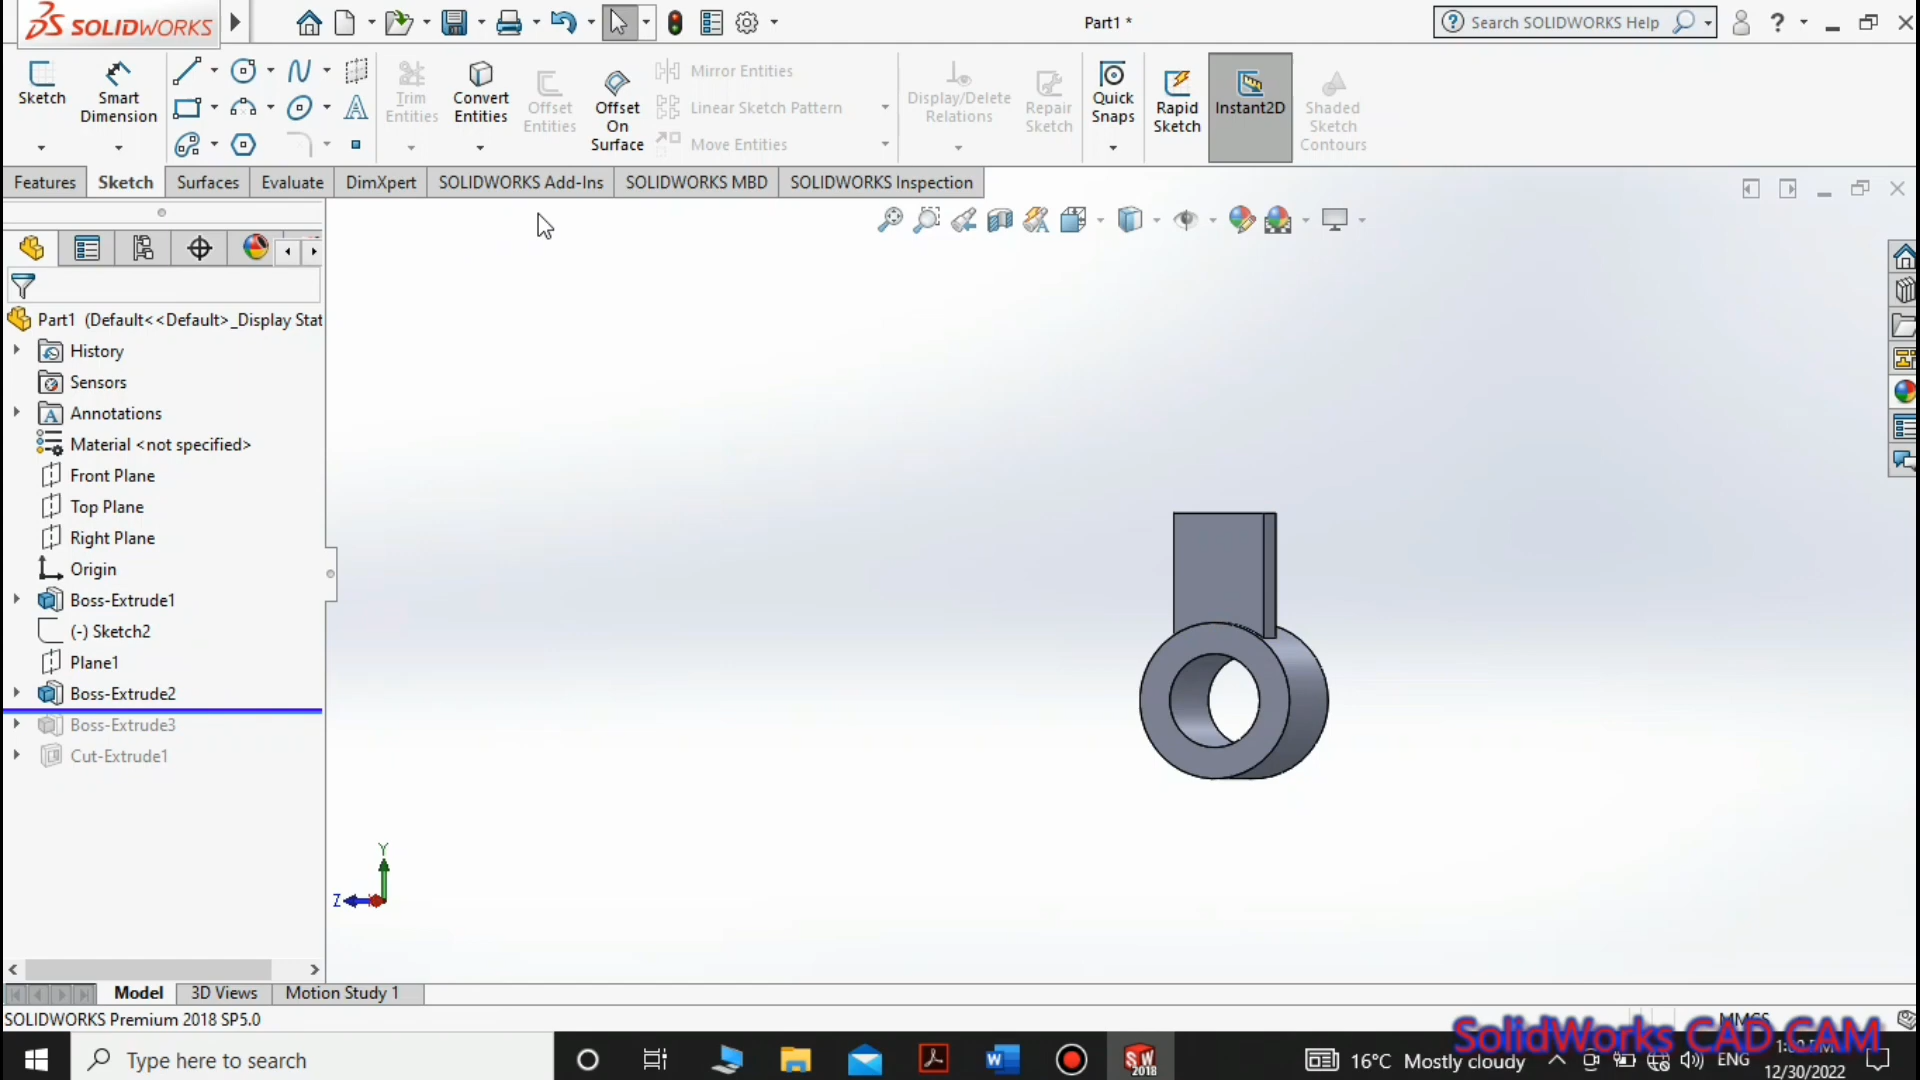 SOLIDWORKS
Part1 *
Search SOLIDWORKS Help
?
Sketch
Smart
Dimension
Trim
Entities
Convert
Entities
Offset
Entities
Offset
On
Surface
Mirror Entities
Linear Sketch Pattern
Move Entities
Display/Delete
Relations
Repair
Sketch
Quick
Snaps
Rapid
Sketch
Instant2D
Shaded
Sketch
Contours
Features
Sketch
Surfaces
Evaluate
DimXpert
SOLIDWORKS Add-Ins
SOLIDWORKS MBD
SOLIDWORKS Inspection
Part1 (Default<<Default>_Display Stat
History
Sensors
Annotations
Material <not specified>
Front Plane
Top Plane
Right Plane
Origin
Boss-Extrude1
(-) Sketch2
Plane1
Boss-Extrude2
Boss-Extrude3
Cut-Extrude1
Y
Z
Model
3D Views
Motion Study 1
SOLIDWORKS Premium 2018 SP5.0
MMGS
SolidWorks CAD CAM
Type here to search
SW
2018
16°C Mostly cloudy
ENG
12/30/2022